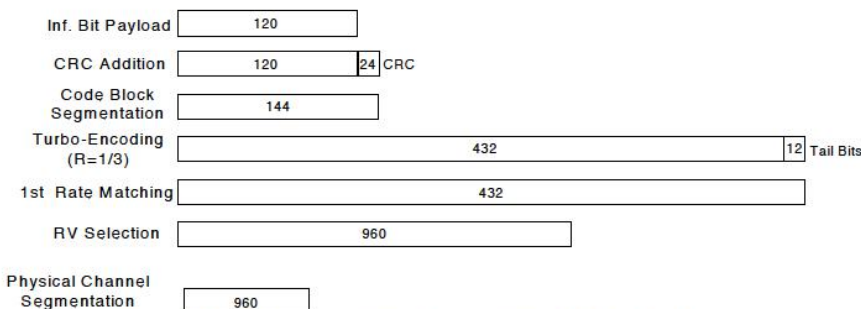 Inf. Bit Payload 120
CRC Addition 120 24 CRC
Code Block
Segmentation 144
Turbo-Encoding
(R=1/3) 432 12 Tail Bits
1st Rate Matching 432
RV Selection 960
Physical Channel
Segmentation 960